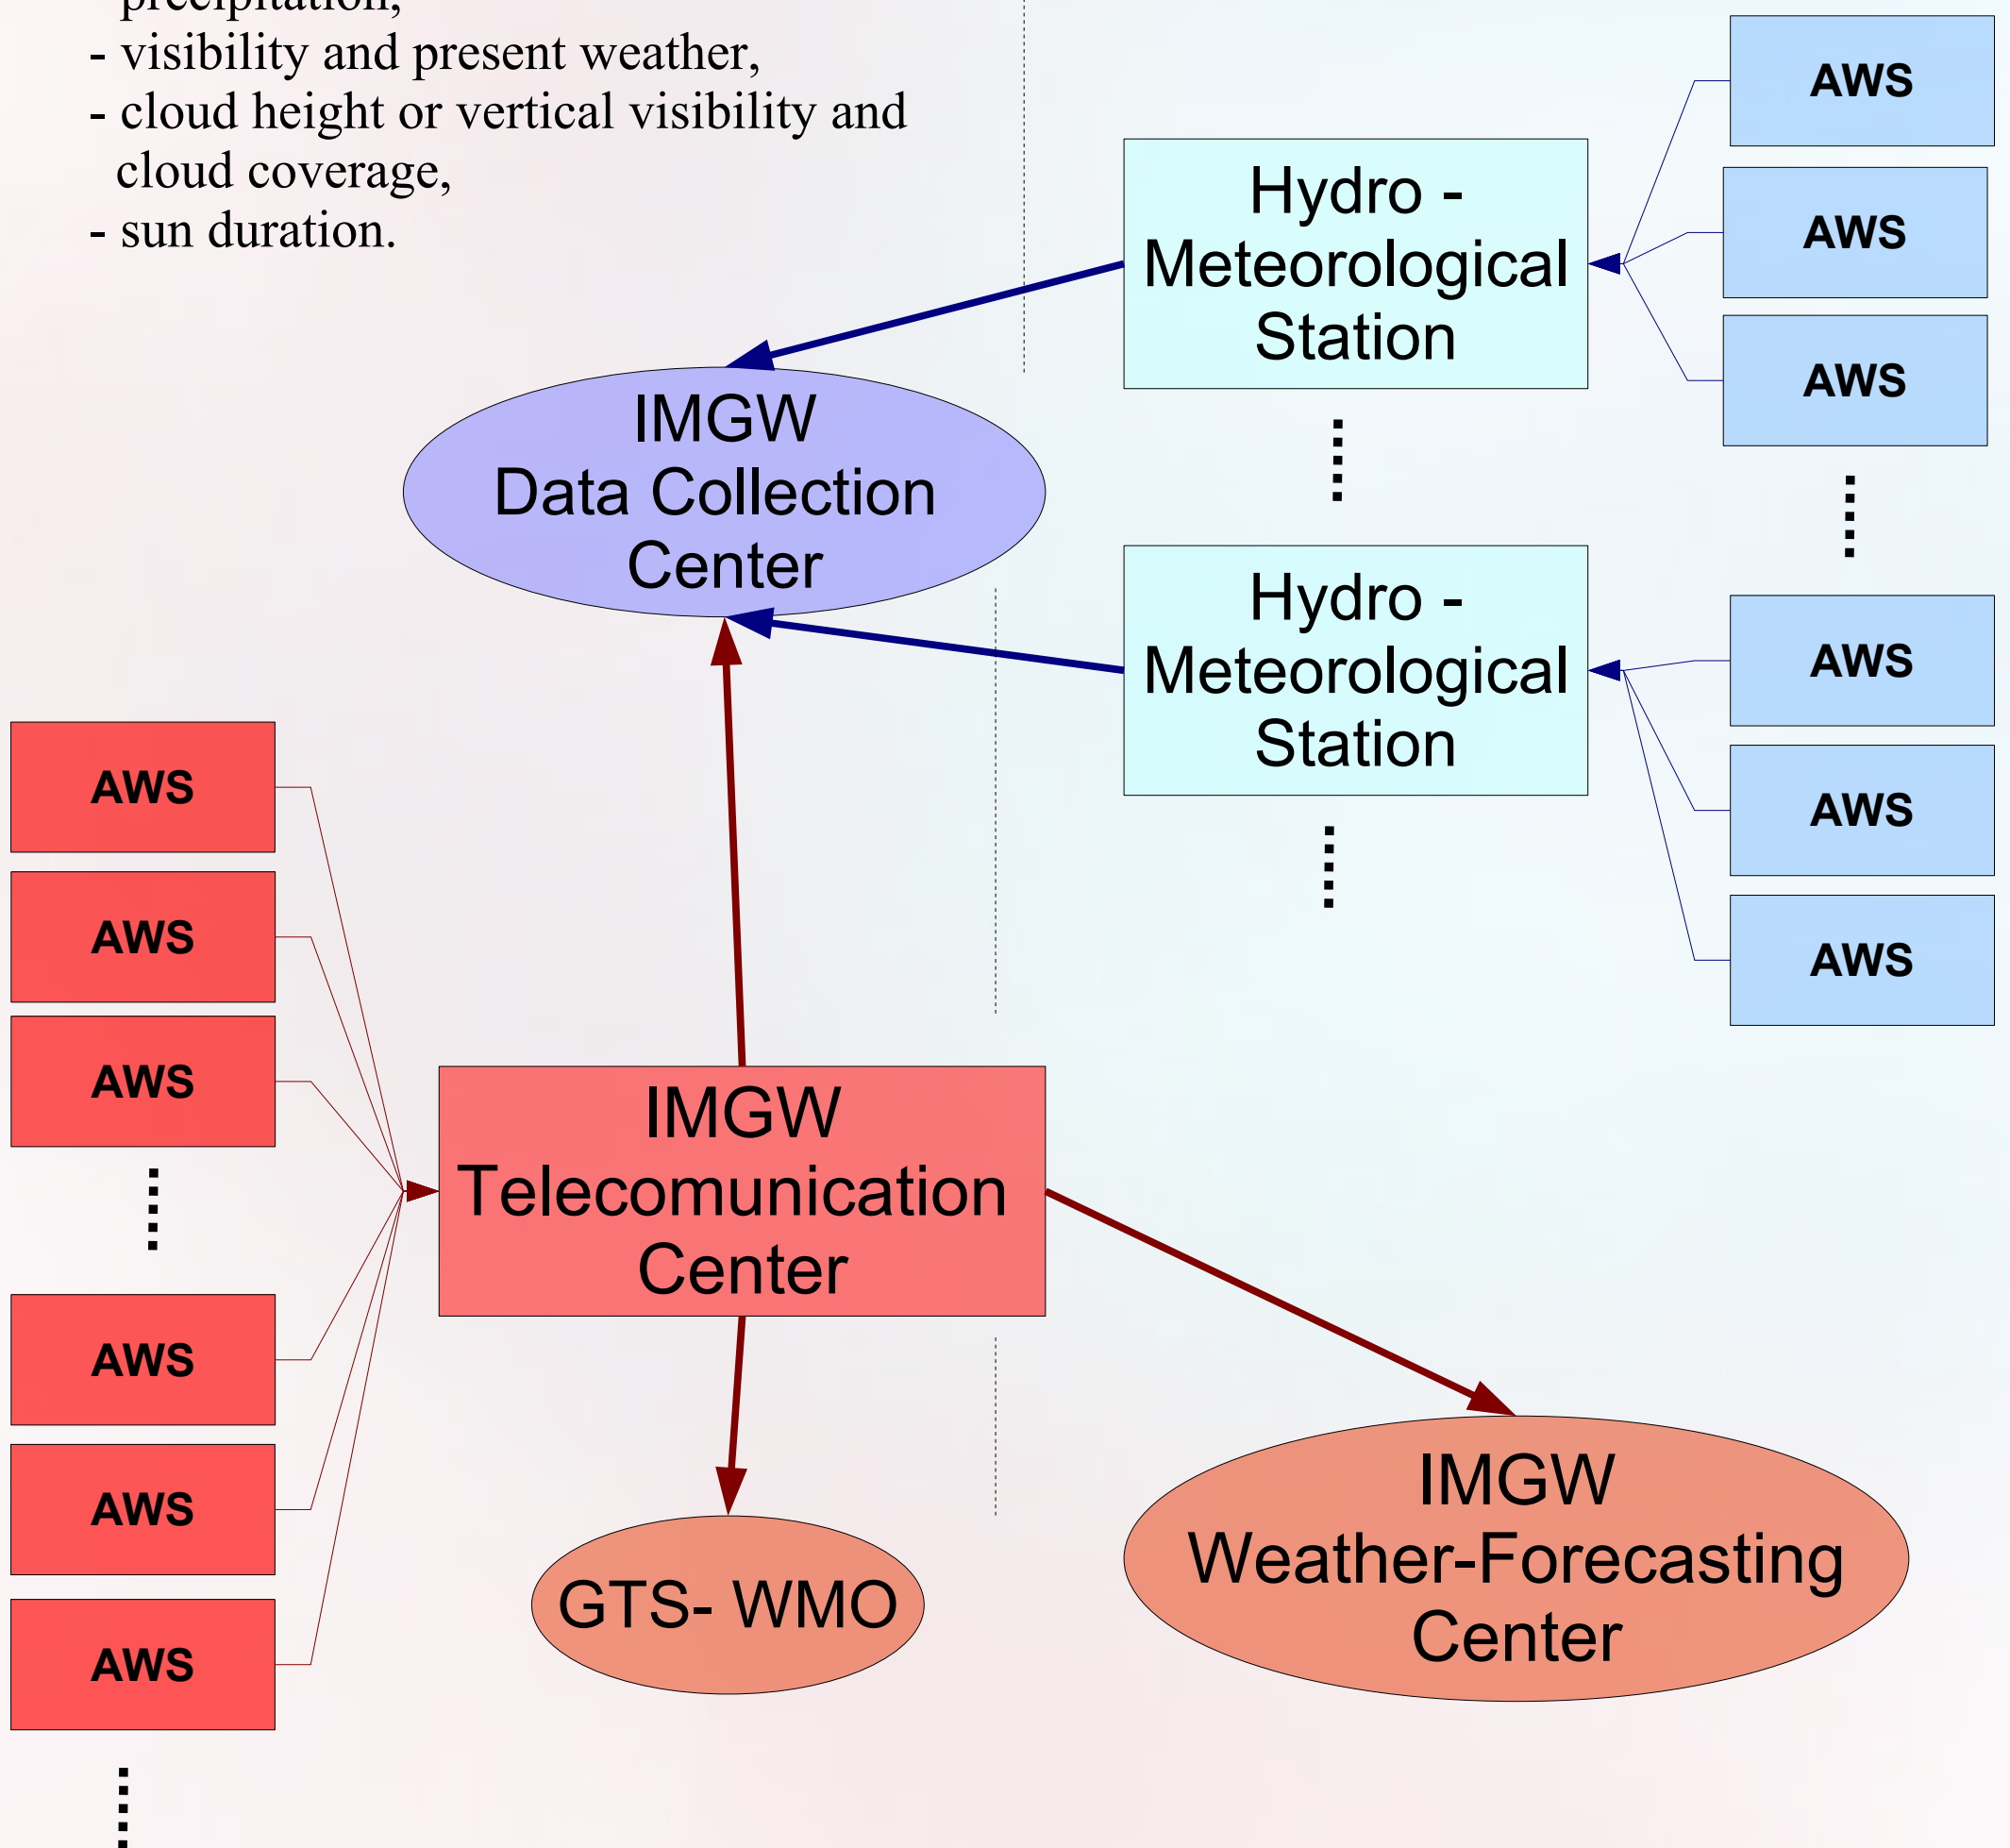 precipitation,
- visibility and present weather,
- cloud height or vertical visibility and
cloud coverage,
- sun duration.
AWS
AWS
AWS
Hydro -
Meteorological
Station
IMGW
Data Collection
Center
Hydro -
Meteorological
Station
AWS
AWS
AWS
AWS
AWS
AWS
IMGW
Telecomunication
Center
AWS
AWS
AWS
GTS- WMO
IMGW
Weather-Forecasting
Center